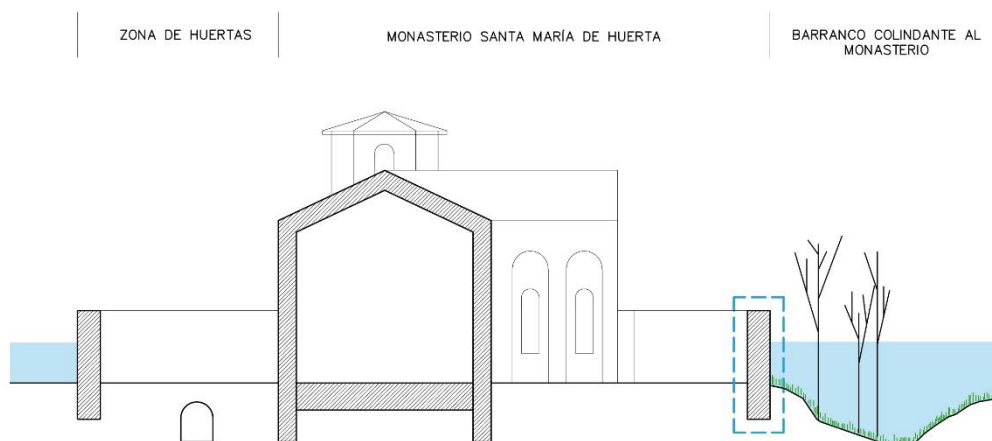 ZONA DE HUERTAS
MONASTERIO SANTA MARÍA DE HUERTA
BARRANCO COLINDANTE AL
MONASTERIO